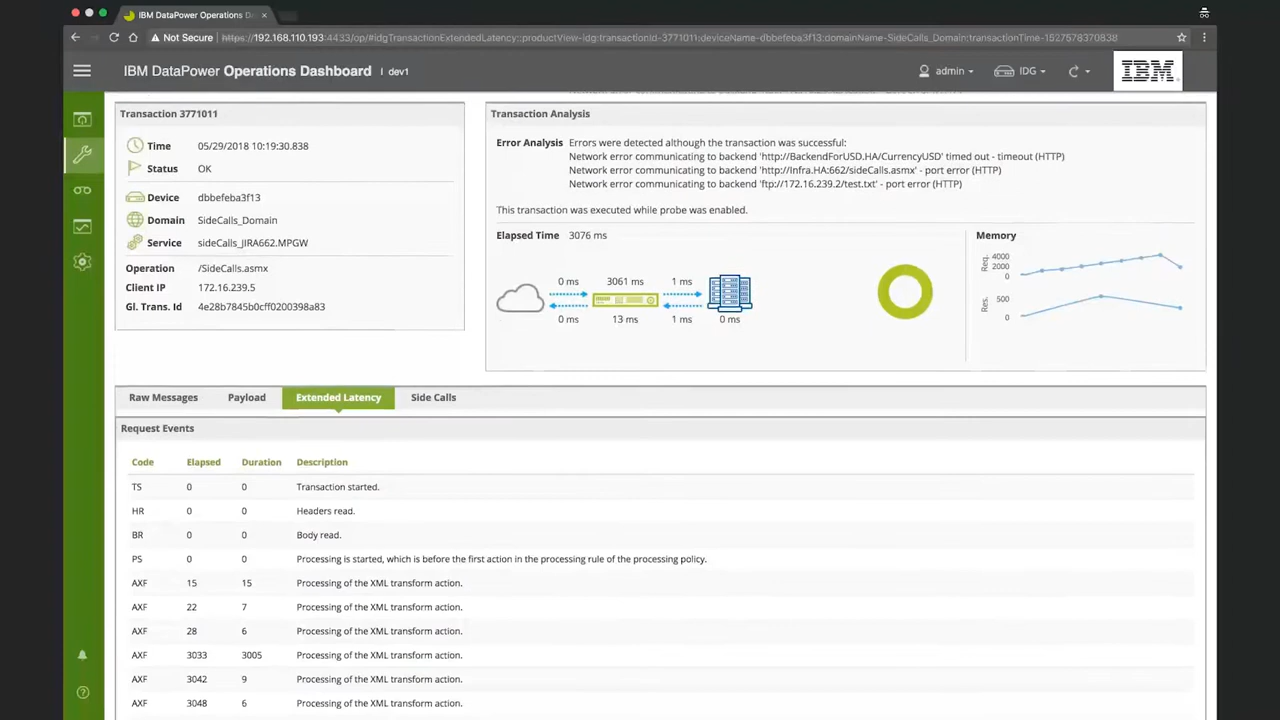 IBM DataPower Operations Da
Not Secure https://192.168.110.193:4433/op/#idgTransactionExtendedLatency::productView-idg:transactionId-3771011:deviceName-dbbefeba3f13:domainName-SideCalls_Domain:transactionTime-1527578370838
IBM DataPower Operations Dashboard | dev1
admin IDG
IBM
Transaction 3771011
Time 05/29/2018 10:19:30.838
Status OK
Device dbbefeba3f13
Domain SideCalls_Domain
Service sideCalls_JIRA662.MPGW
Operation /SideCalls.asmx
Client IP 172.16.239.5
Gl. Trans. Id 4e28b7845b0cff0200398a83
Transaction Analysis
Error Analysis Errors were detected although the transaction was successful:
Network error communicating to backend 'http://BackendForUSD.HA/CurrencyUSD' timed out - timeout (HTTP)
Network error communicating to backend 'http://Infra.HA:662/sideCalls.asmx' - port error (HTTP)
Network error communicating to backend 'ftp://172.16.239.2/test.txt' - port error (HTTP)
This transaction was executed while probe was enabled.
Elapsed Time 3076 ms
0 ms 3061 ms 1 ms
0 ms 13 ms 1 ms 0 ms
Memory
Req. 4000
2000
0
Res. 500
0
Raw Messages Payload Extended Latency Side Calls
Request Events
Code Elapsed Duration Description
TS 0 0 Transaction started.
HR 0 0 Headers read.
BR 0 0 Body read.
PS 0 0 Processing is started, which is before the first action in the processing rule of the processing policy.
AXF 15 15 Processing of the XML transform action.
AXF 22 7 Processing of the XML transform action.
AXF 28 6 Processing of the XML transform action.
AXF 3033 3005 Processing of the XML transform action.
AXF 3042 9 Processing of the XML transform action.
AXF 3048 6 Processing of the XML transform action.